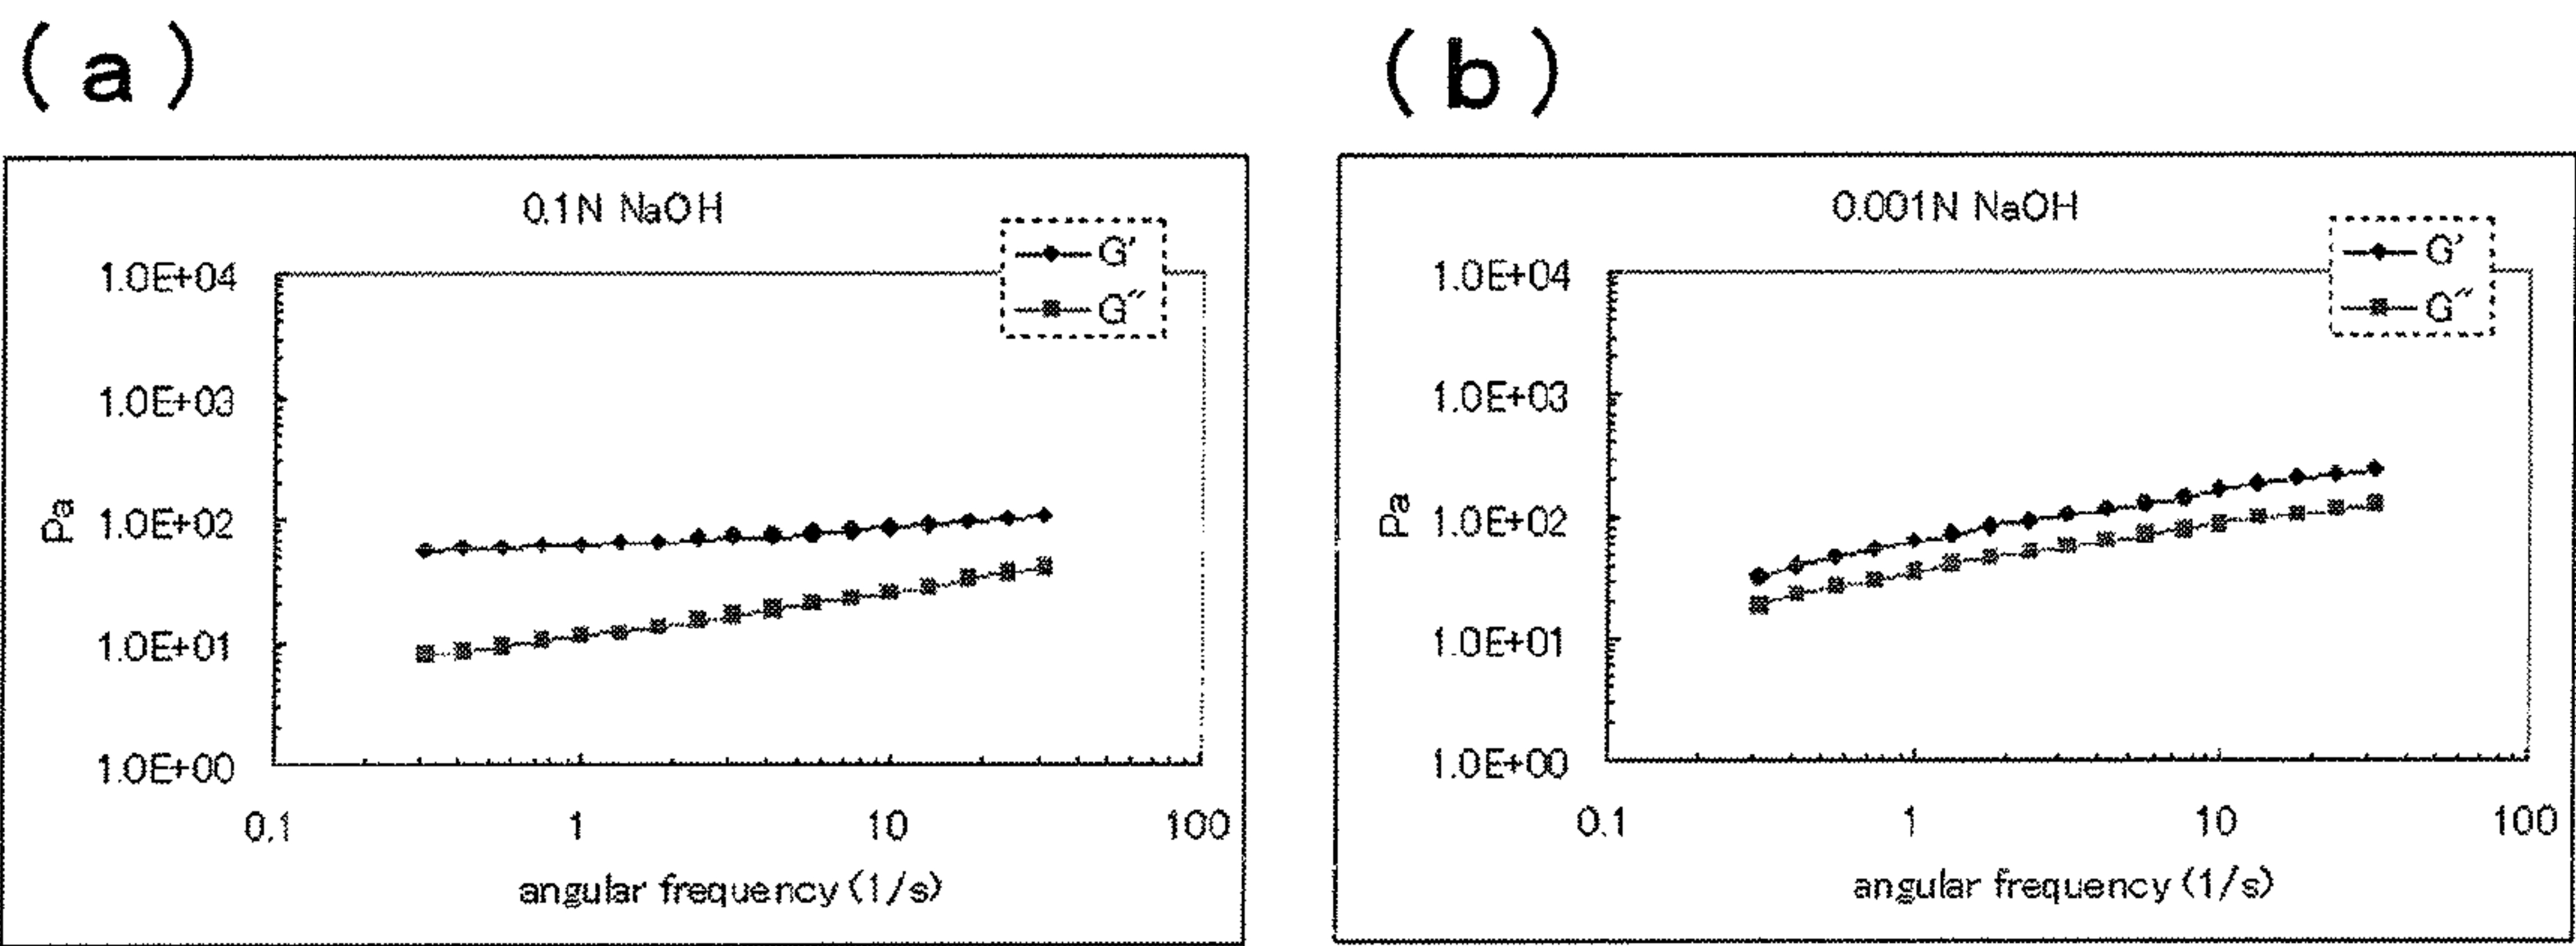 (a)
0.1N NaOH
G'
G"
1.0E+04
1.0E+03
1.0E+02
1.0E+01
1.0E+00
Pa
0.1 1 10 100
angular frequency (1/s)
(b)
0.001N NaOH
G'
G"
1.0E+04
1.0E+03
1.0E+02
1.0E+01
1.0E+00
Pa
0.1 1 10 100
angular frequency (1/s)